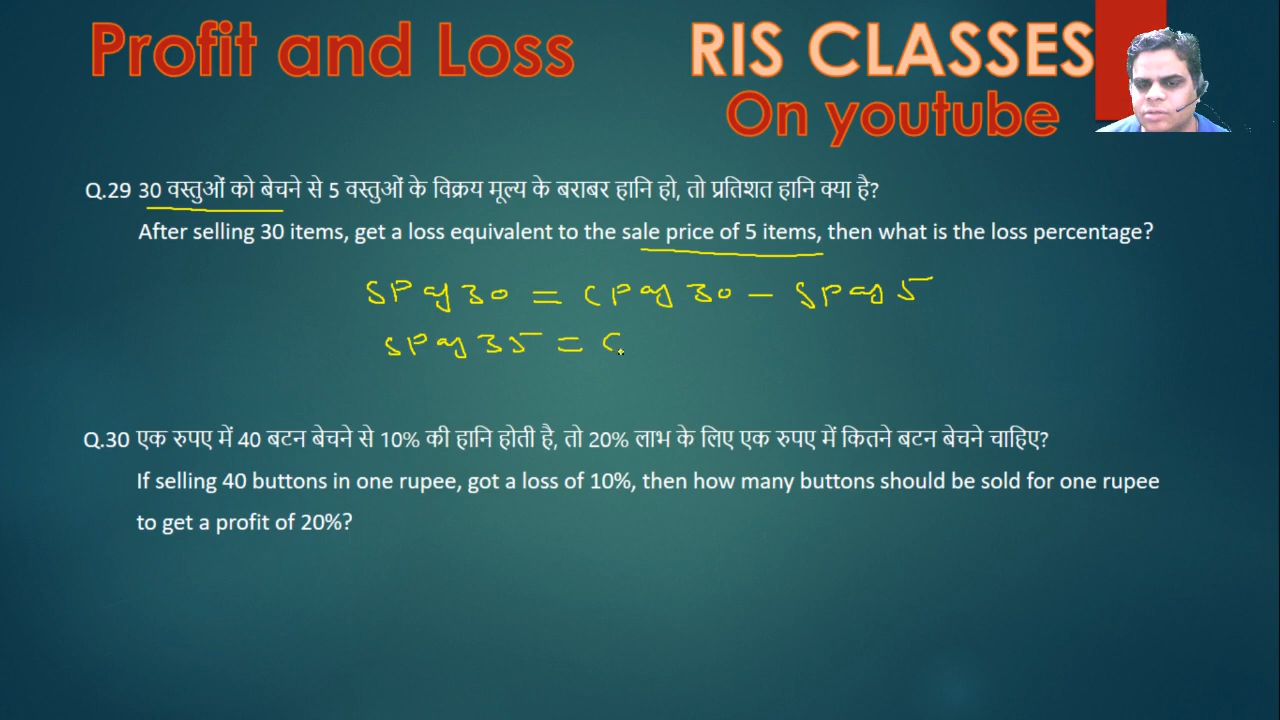 Profit and Loss
RIS CLASSES
On youtube
Q.29 30 वस्तुओं को बेचने से 5 वस्तुओं के विक्रय मूल्य के बराबर हानि हो, तो प्रतिशत हानि क्या है?
After selling 30 items, get a loss equivalent to the sale price of 5 items, then what is the loss percentage?
SP of 30 = CP of 30 - SP of 5
SP of 35 = C
Q.30 एक रुपए में 40 बटन बेचने से 10% की हानि होती है, तो 20% लाभ के लिए एक रुपए में कितने बटन बेचने चाहिए?
If selling 40 buttons in one rupee, got a loss of 10%, then how many buttons should be sold for one rupee
to get a profit of 20%?